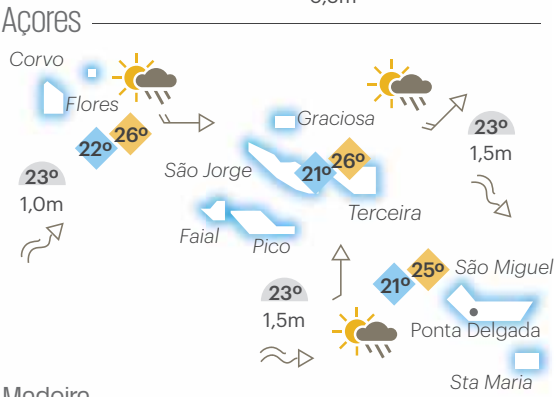 Açores
Corvo
Flores
22º 26º
23º
1,0m
Graciosa
São Jorge
21º 26º
Terceira
Faial
Pico
23º
1,5m
23º
1,5m
21º 25º
São Miguel
Ponta Delgada
Sta Maria